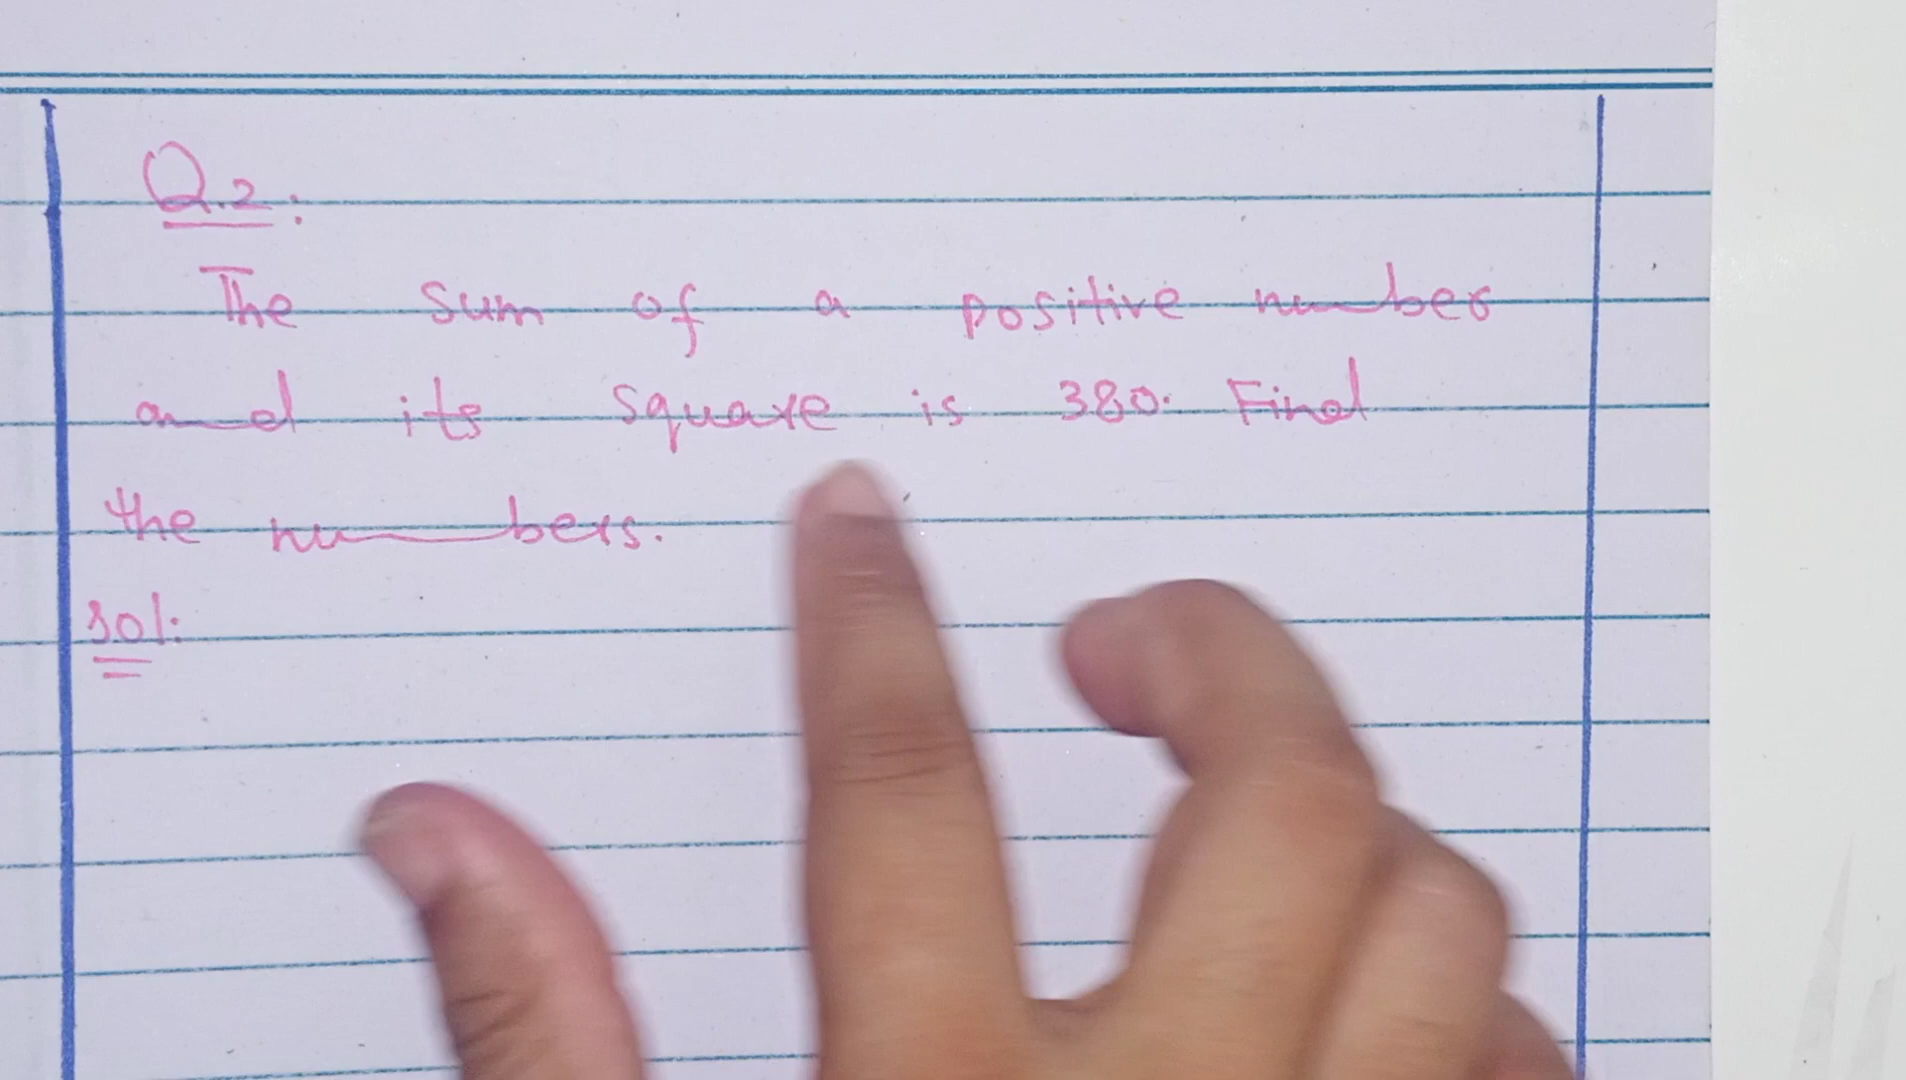 Q.2:
The sum of a positive number
and its square is 380. Find
the numbers.
Sol: